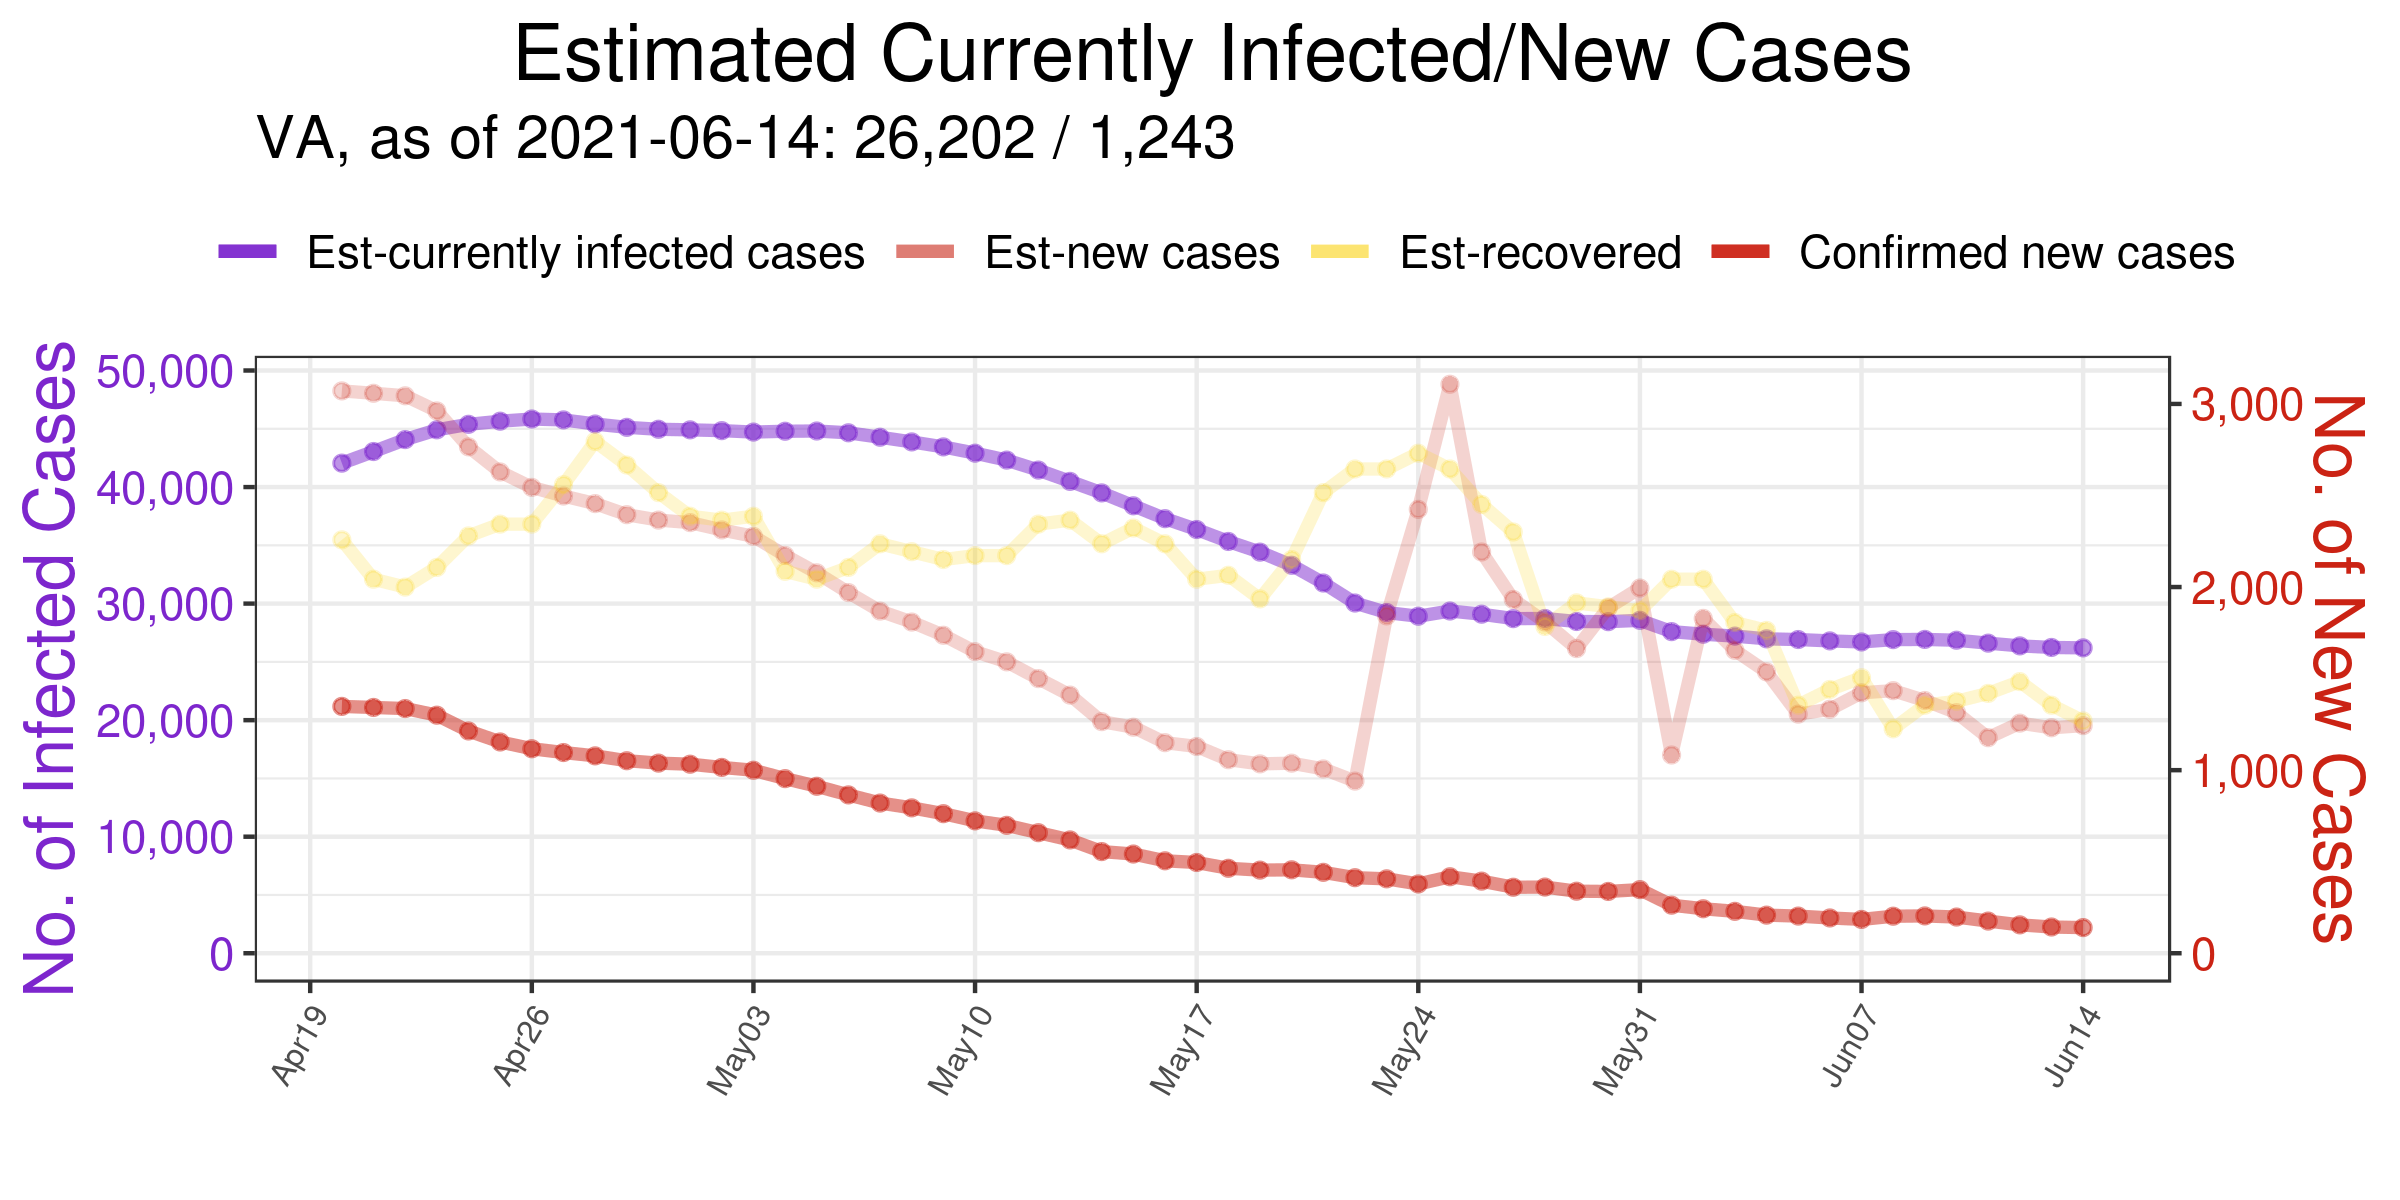 Estimated Currently Infected/New Cases
VA, as of 2021-06-14: 26,202 / 1,243
Est-currently infected cases Est-new cases Est-recovered Confirmed new cases
No. of Infected Cases
50,000
40,000
30,000
20,000
10,000
0
3,000
2,000
1,000
0
No. of New Cases
Apr19 Apr26 May03 May10 May17 May24 May31 Jun07 Jun14